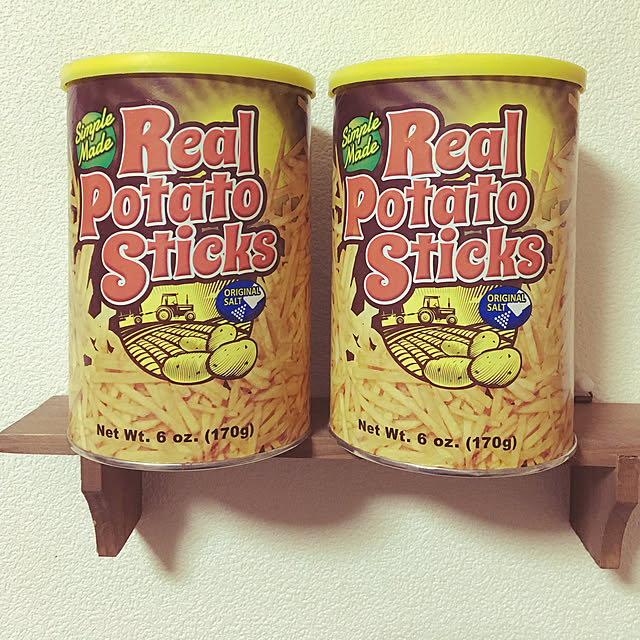 Simple
Made
Real
Potato
Sticks
ORIGINAL
SALT
Net Wt. 6 oz. (170g)
Simple
Made
Real
Potato
Sticks
ORIGINAL
SALT
Net Wt. 6 oz. (170g)